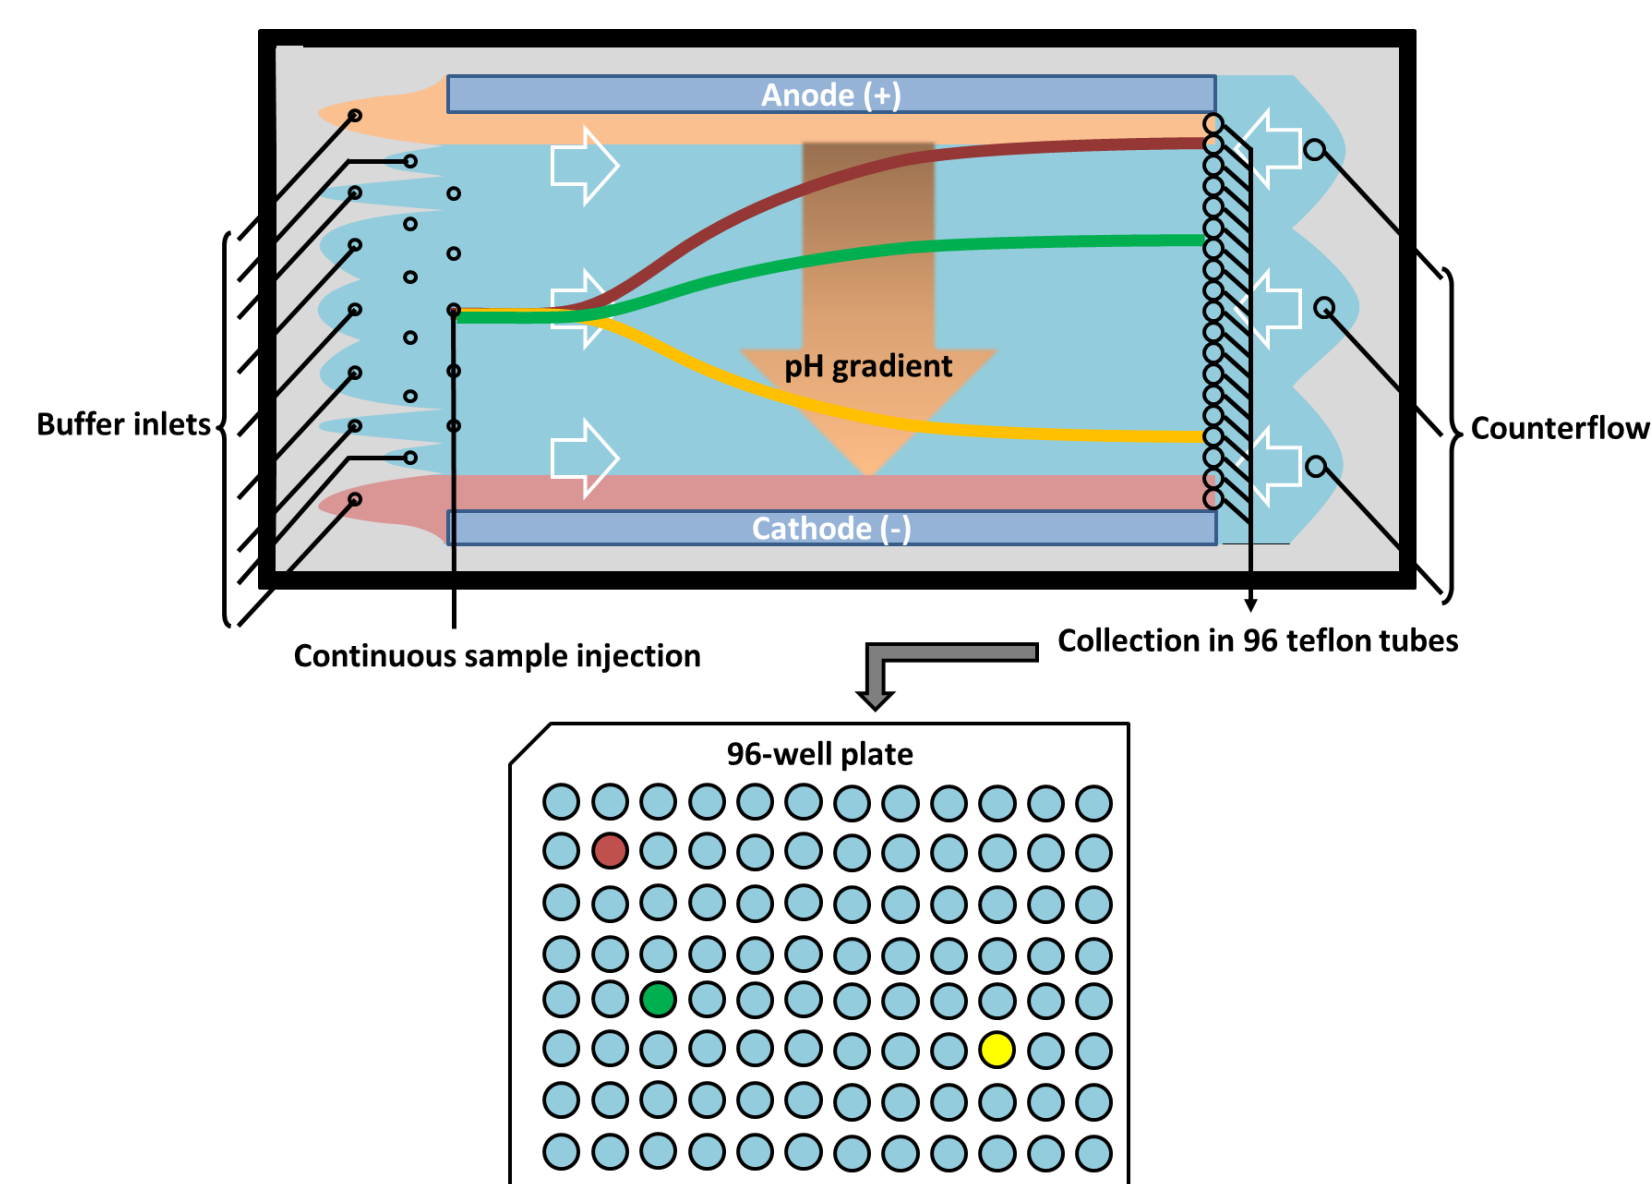 Anode (+)
pH gradient
Buffer inlets
Counterflow
Cathode (-)
Continuous sample injection
Collection in 96 teflon tubes
96-well plate